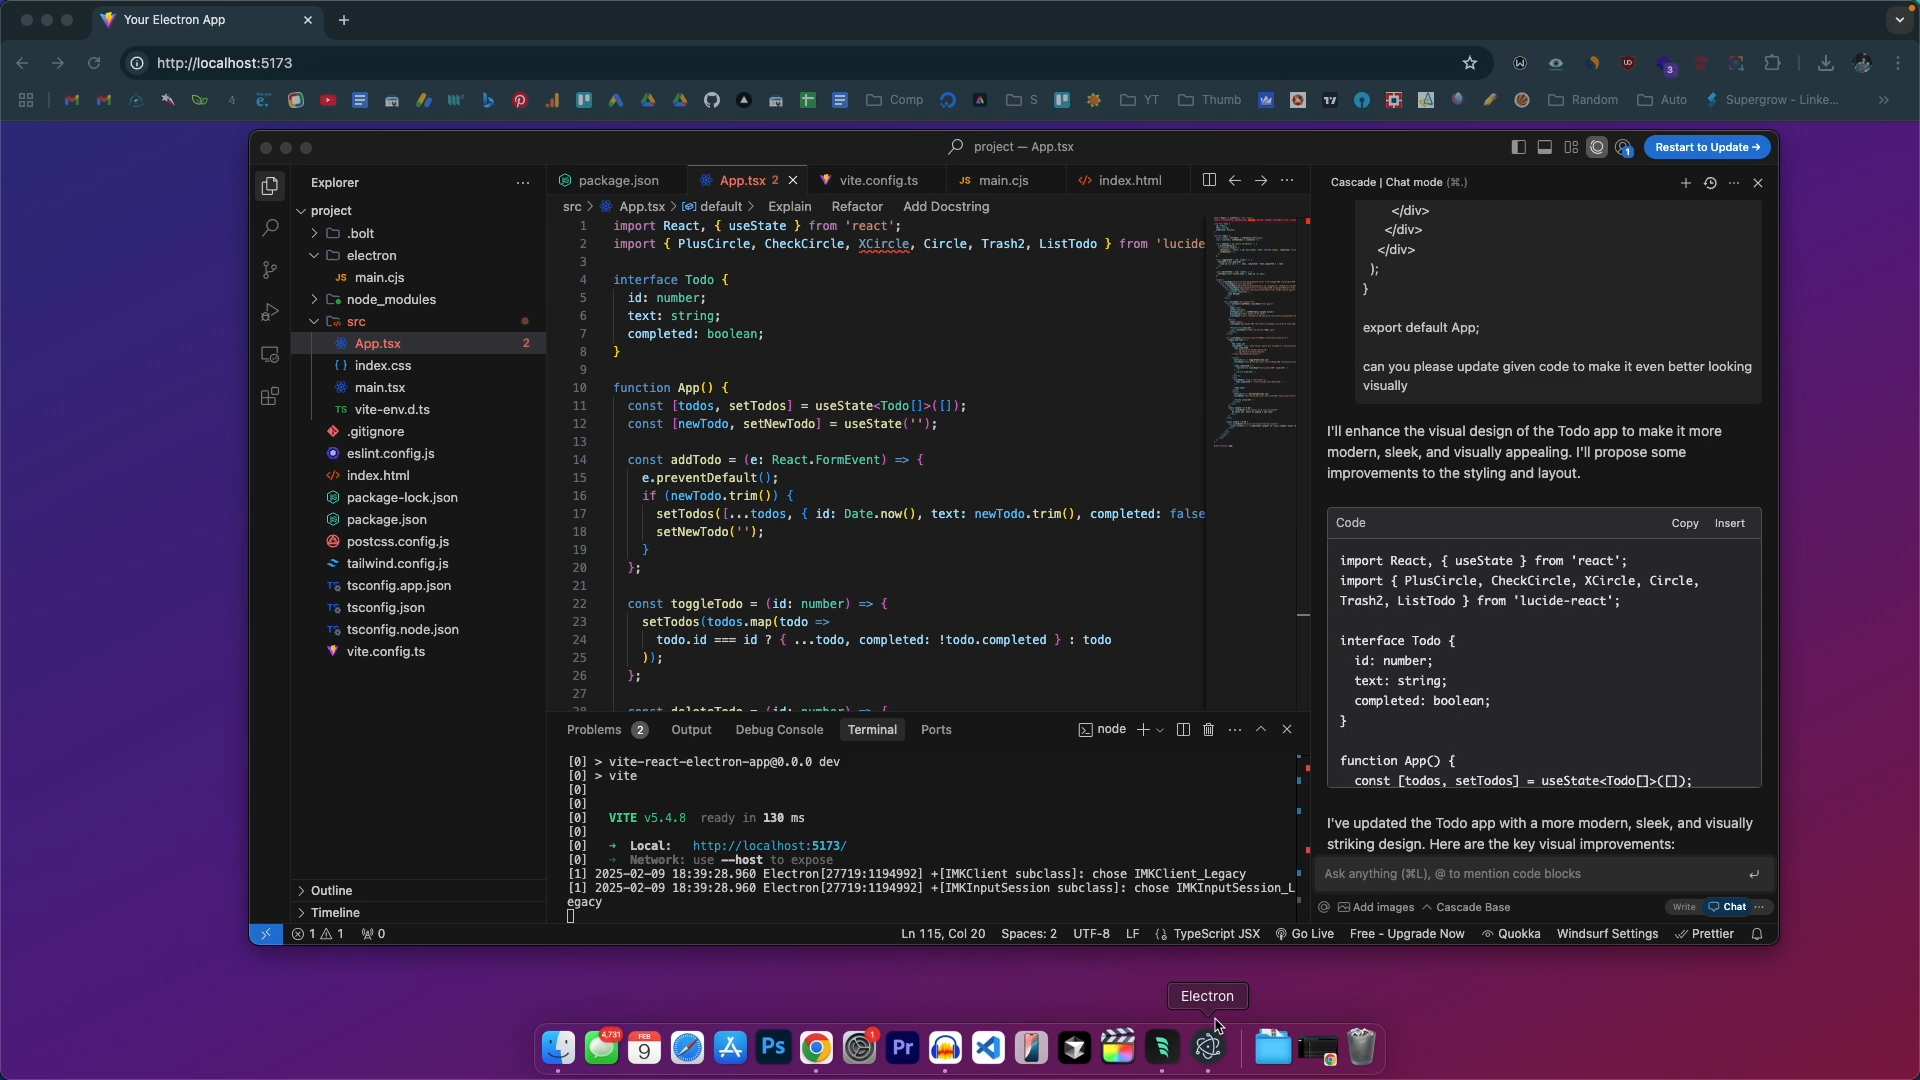 Your Electron App
http://localhost:5173
Comp
S
YT
Thumb
Random
Auto
Supergrow - Linke...
project — App.tsx
Restart to Update →
Explorer
project
.bolt
electron
JS main.cjs
node_modules
src
App.tsx 2
{ } index.css
main.tsx
TS vite-env.d.ts
.gitignore
eslint.config.js
index.html
package-lock.json
package.json
postcss.config.js
tailwind.config.js
tsconfig.app.json
tsconfig.json
tsconfig.node.json
vite.config.ts
Outline
Timeline
package.json
App.tsx 2
vite.config.ts
JS main.cjs
index.html
src > App.tsx > default > Explain Refactor Add Docstring
1 import React, { useState } from 'react';
2 import { PlusCircle, CheckCircle, XCircle, Circle, Trash2, ListTodo } from 'lucide
3
4 interface Todo {
5 id: number;
6 text: string;
7 completed: boolean;
8 }
9
10 function App() {
11 const [todos, setTodos] = useState<Todo[]>([]);
12 const [newTodo, setNewTodo] = useState('');
13
14 const addTodo = (e: React.FormEvent) => {
15 e.preventDefault();
16 if (newTodo.trim()) {
17 setTodos([...todos, { id: Date.now(), text: newTodo.trim(), completed: false
18 setNewTodo('');
19 }
20 };
21
22 const toggleTodo = (id: number) => {
23 setTodos(todos.map(todo =>
24 todo.id === id ? { ...todo, completed: !todo.completed } : todo
25 ));
26 };
27
28 const deleteTodo = (id: number) => {
Problems 2
Output
Debug Console
Terminal
Ports
node
[0] > vite-react-electron-app@0.0.0 dev
[0] > vite
[0]
[0]
[0] VITE v5.4.8 ready in 130 ms
[0]
[0] → Local: http://localhost:5173/
[0] → Network: use --host to expose
[1] 2025-02-09 18:39:28.960 Electron[27719:1194992] +[IMKClient subclass]: chose IMKClient_Legacy
[1] 2025-02-09 18:39:28.960 Electron[27719:1194992] +[IMKInputSession subclass]: chose IMKInputSession_L
egacy
Cascade | Chat mode (⌘.)
</div>
</div>
</div>
);
}
export default App;
can you please update given code to make it even better looking
visually
I'll enhance the visual design of the Todo app to make it more
modern, sleek, and visually appealing. I'll propose some
improvements to the styling and layout.
Code
Copy
Insert
import React, { useState } from 'react';
import { PlusCircle, CheckCircle, XCircle, Circle,
Trash2, ListTodo } from 'lucide-react';
interface Todo {
id: number;
text: string;
completed: boolean;
}
function App() {
const [todos, setTodos] = useState<Todo[]>([]);
I've updated the Todo app with a more modern, sleek, and visually
striking design. Here are the key visual improvements:
Ask anything (⌘L), @ to mention code blocks
@ Add images ^ Cascade Base
Write
Chat
1 1 0
Ln 115, Col 20
Spaces: 2
UTF-8
LF
TypeScript JSX
Go Live
Free - Upgrade Now
Quokka
Windsurf Settings
Prettier
Electron
4,731
FEB
9
Ps
1
Pr